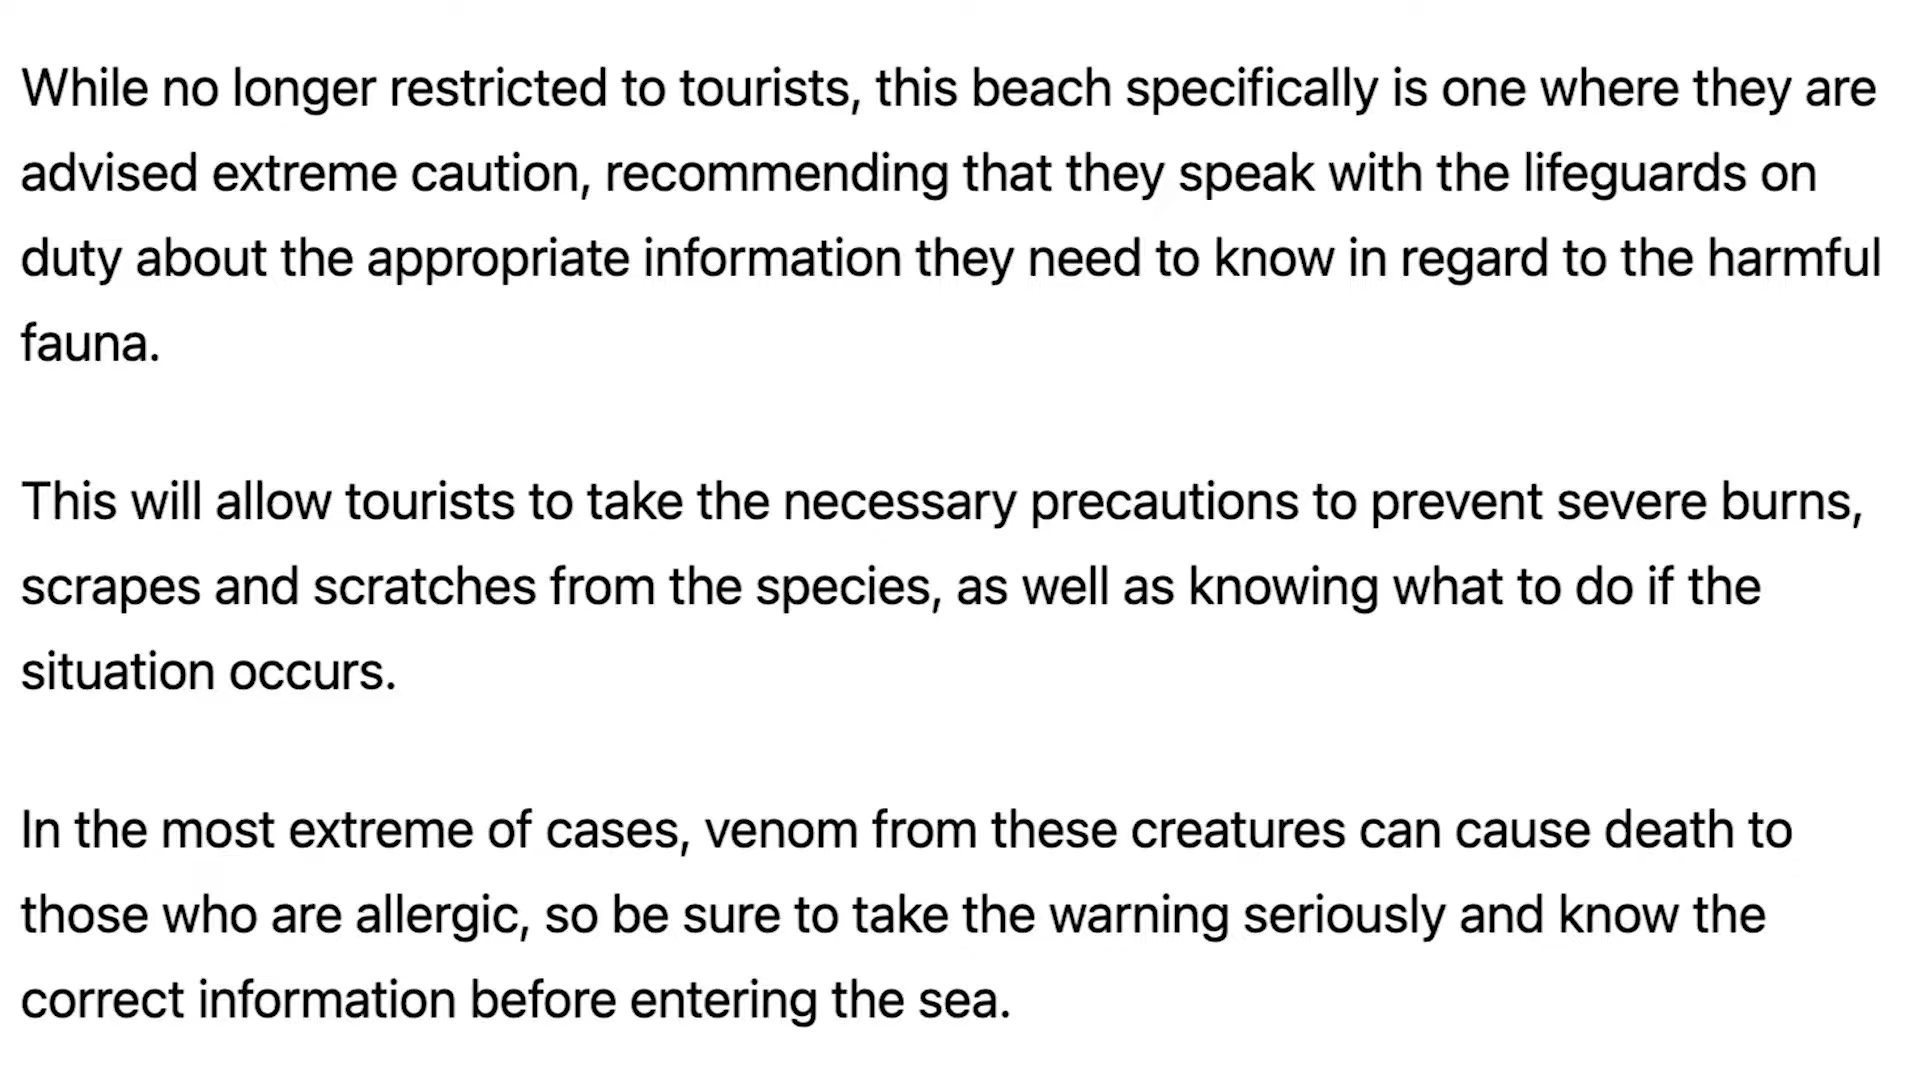 While no longer restricted to tourists, this beach specifically is one where they are
advised extreme caution, recommending that they speak with the lifeguards on
duty about the appropriate information they need to know in regard to the harmful
fauna.
This will allow tourists to take the necessary precautions to prevent severe burns,
scrapes and scratches from the species, as well as knowing what to do if the
situation occurs.
In the most extreme of cases, venom from these creatures can cause death to
those who are allergic, so be sure to take the warning seriously and know the
correct information before entering the sea.